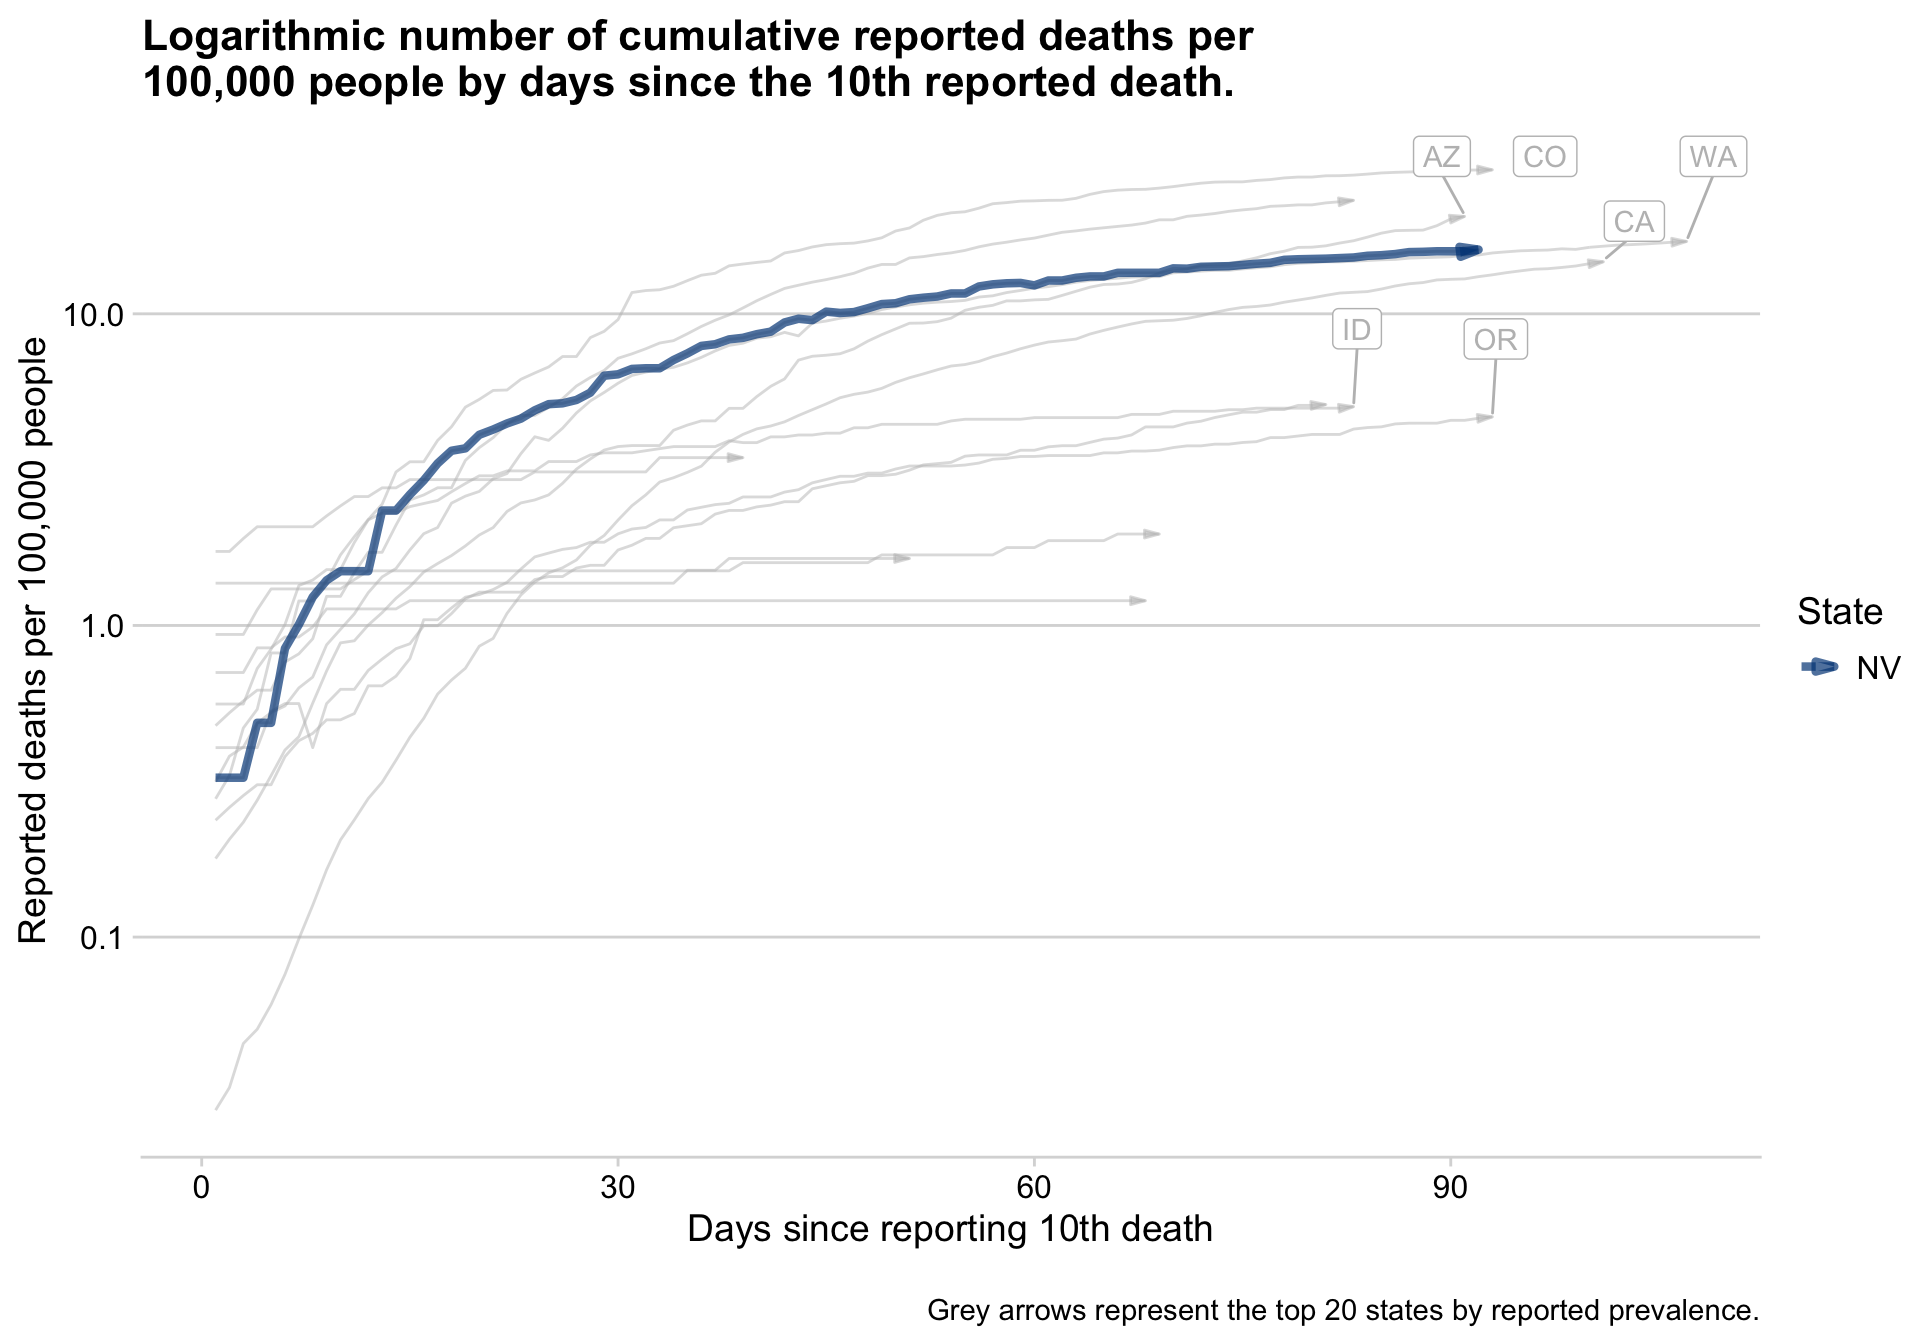 Logarithmic number of cumulative reported deaths per
100,000 people by days since the 10th reported death.
AZ
CO
WA
CA
10.0
ID
OR
Reported deaths per 100,000 people
1.0
State
NV
0.1
0
30
60
90
Days since reporting 10th death
Grey arrows represent the top 20 states by reported prevalence.